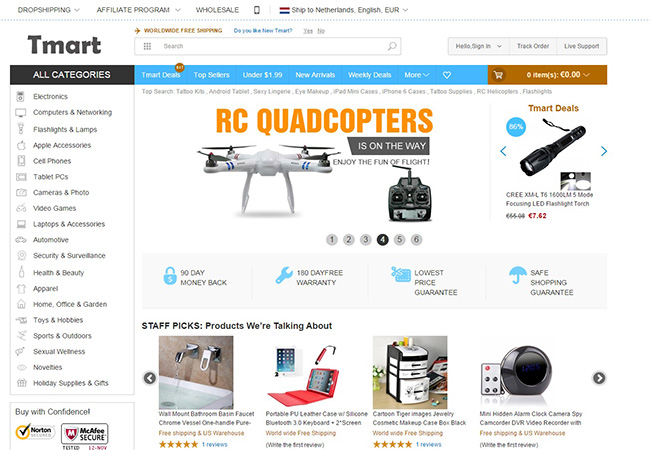 DROPSHIPPING AFFILIATE PROGRAM WHOLESALE Ship to Netherlands, English, EUR
WORLDWIDE FREE SHIPPING Do you like New Tmart? Yes No
Tmart
Search
Hello,Sign in Track Order Live Support
ALL CATEGORIES
Tmart Deals Top Sellers Under $1.99 New Arrivals Weekly Deals More
0 item(s): €0.00
Top Search: Tattoo Kits , Android Tablet , Sexy Lingerie , Eye Makeup , iPad Mini Cases , iPhone 6 Cases , Tattoo Supplies , RC Helicopters , Flashlights
Electronics
Computers & Networking
Flashlights & Lamps
Apple Accessories
Cell Phones
Tablet PCs
Cameras & Photo
Video Games
Laptops & Accessories
Automotive
Security & Surveillance
Health & Beauty
Apparel
Home, Office & Garden
Toys & Hobbies
Sports & Outdoors
Sexual Wellness
Novelties
Holiday Supplies & Gifts
RC QUADCOPTERS
IS ON THE WAY
ENJOY THE FUN OF FLIGHT!
1 2 3 4 5 6
Tmart Deals
86%
CREE XM-L T6 1600LM 5 Mode
Focusing LED Flashlight Torch
€55.08 €7.62
90 DAY
MONEY BACK
180 DAYFREE
WARRANTY
LOWEST
PRICE
GUARANTEE
SAFE
SHOPPING
GUARANTEE
STAFF PICKS: Products We're Talking About
Wall Mount Bathroom Basin Faucet
Chrome Vessel One-handle Pure-
Free shipping & US Warehouse
1 reviews
Portable PU Leather Case w/ Silicone
Bluetooth 3.0 Keyboard + 2*Screen
World wide Free Shipping
(Write the first review)
Cartoon Tiger images Jewelry
Cosmetic Makeup Case Box Black
World wide Free Shipping
(Write the first review)
Mini Hidden Alarm Clock Camera Spy
Camcorder DVR Video Recorder with
Free shipping & US Warehouse
1 reviews
Buy with Confidence!
Norton
SECURED
McAfee
SECURE
TESTED 12-NOV